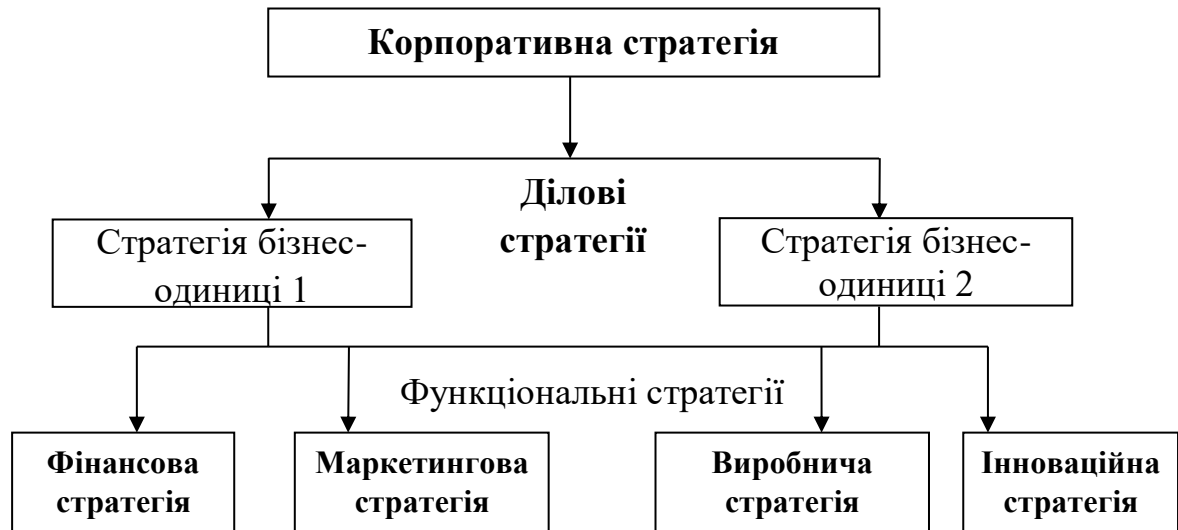 Корпоративна стратегія
Ділові
стратегії
Стратегія бізнес-
одиниці 1
Стратегія бізнес-
одиниці 2
Функціональні стратегії
Фінансова
стратегія
Маркетингова
стратегія
Виробнича
стратегія
Інноваційна
стратегія